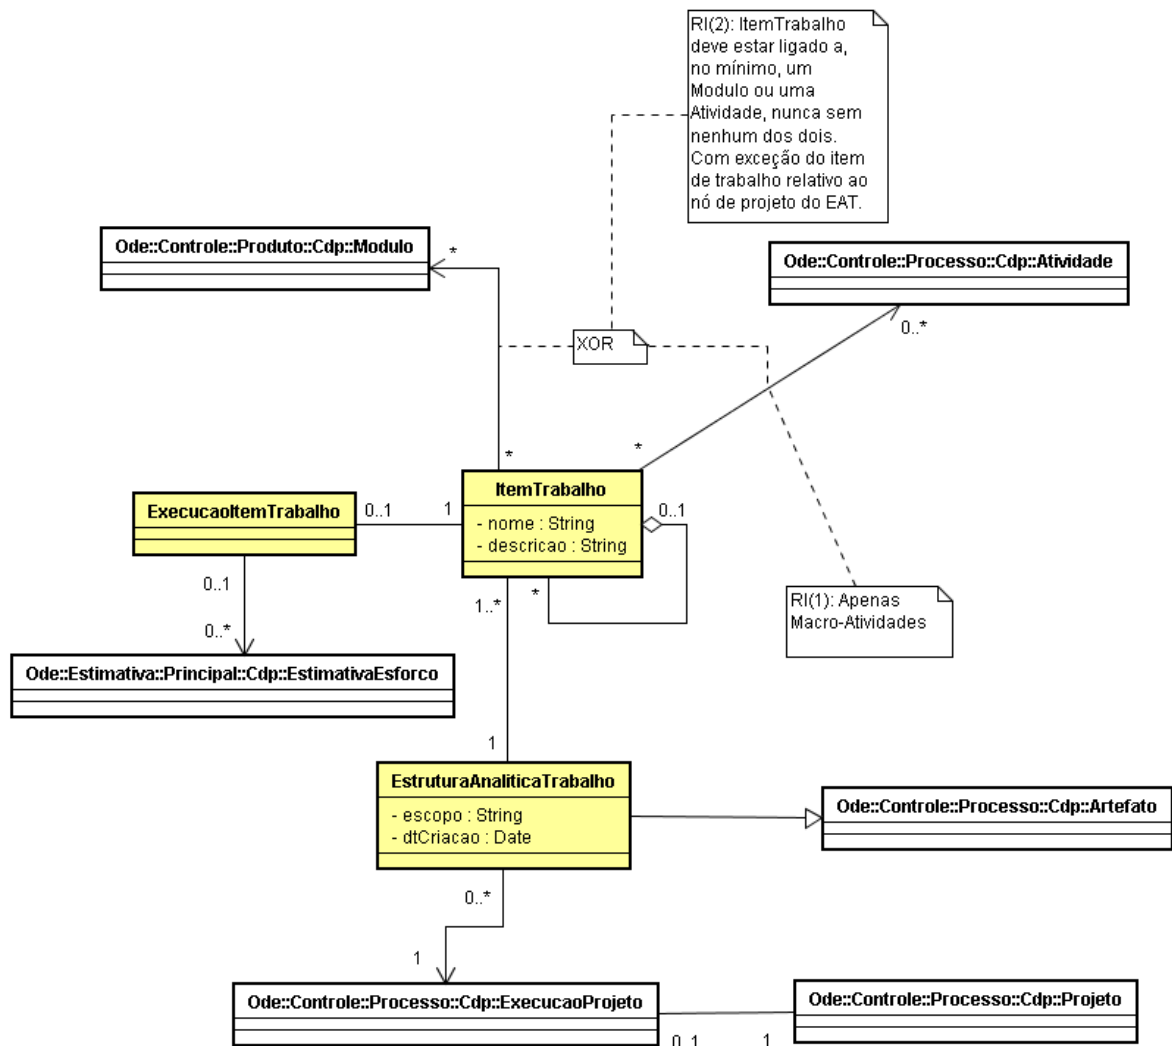 RI(2): ItemTrabalho
deve estar ligado a,
no mínimo, um
Modulo ou uma
Atividade, nunca sem
nenhum dos dois.
Com exceção do item
de trabalho relativo ao
nó de projeto do EAT.
Ode::Controle::Produto::Cdp::Modulo
*
Ode::Controle::Processo::Cdp::Atividade
0..*
XOR
*
*
ItemTrabalho
- nome : String
- descricao : String
0..1
*
ExecucaoItemTrabalho
0..1
1
0..1
0..*
1..*
RI(1): Apenas
Macro-Atividades
Ode::Estimativa::Principal::Cdp::EstimativaEsforco
1
EstruturaAnaliticaTrabalho
- escopo : String
- dtCriacao : Date
Ode::Controle::Processo::Cdp::Artefato
0..*
1
Ode::Controle::Processo::Cdp::ExecucaoProjeto
Ode::Controle::Processo::Cdp::Projeto
0..1
1